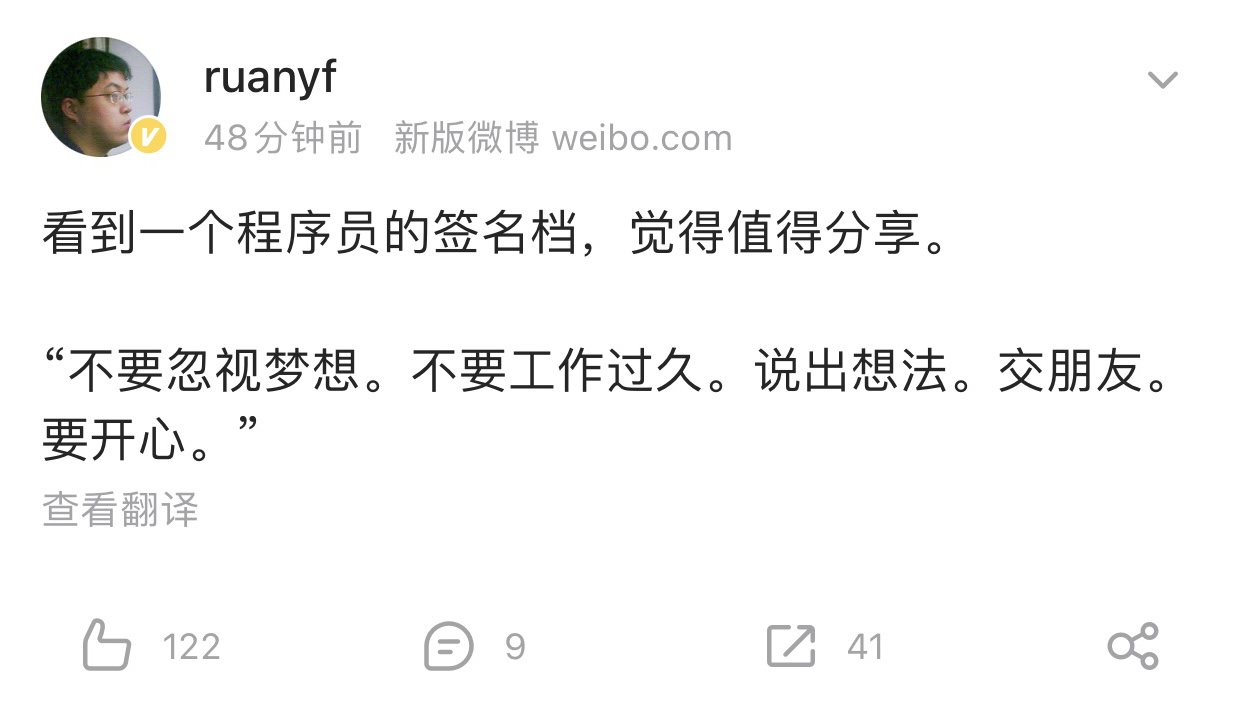 ruanyf
48分钟前 新版微博 weibo.com
看到一个程序员的签名档，觉得值得分享。
“不要忽视梦想。不要工作过久。说出想法。交朋友。
要开心。”
查看翻译
122 9 41